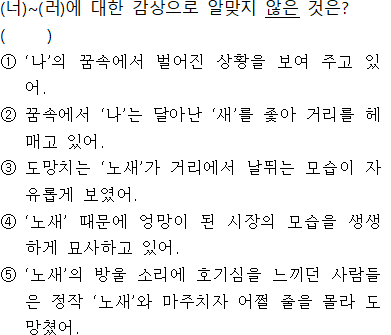 (너)~(러)에 대한 감상으로 알맞지 않은 것은?
(       )
① ‘나’의 꿈속에서 벌어진 상황을 보여 주고 있
어.
② 꿈속에서 ‘나’는 달아난 ‘새’를 좇아 거리를 헤
매고 있어.
③ 도망치는 ‘노새’가 거리에서 날뛰는 모습이 자
유롭게 보였어.
④ ‘노새’ 때문에 엉망이 된 시장의 모습을 생생
하게 묘사하고 있어.
⑤ ‘노새’의 방울 소리에 호기심을 느끼던 사람들
은 정작 ‘노새’와 마주치자 어쩔 줄을 몰라 도
망쳤어.